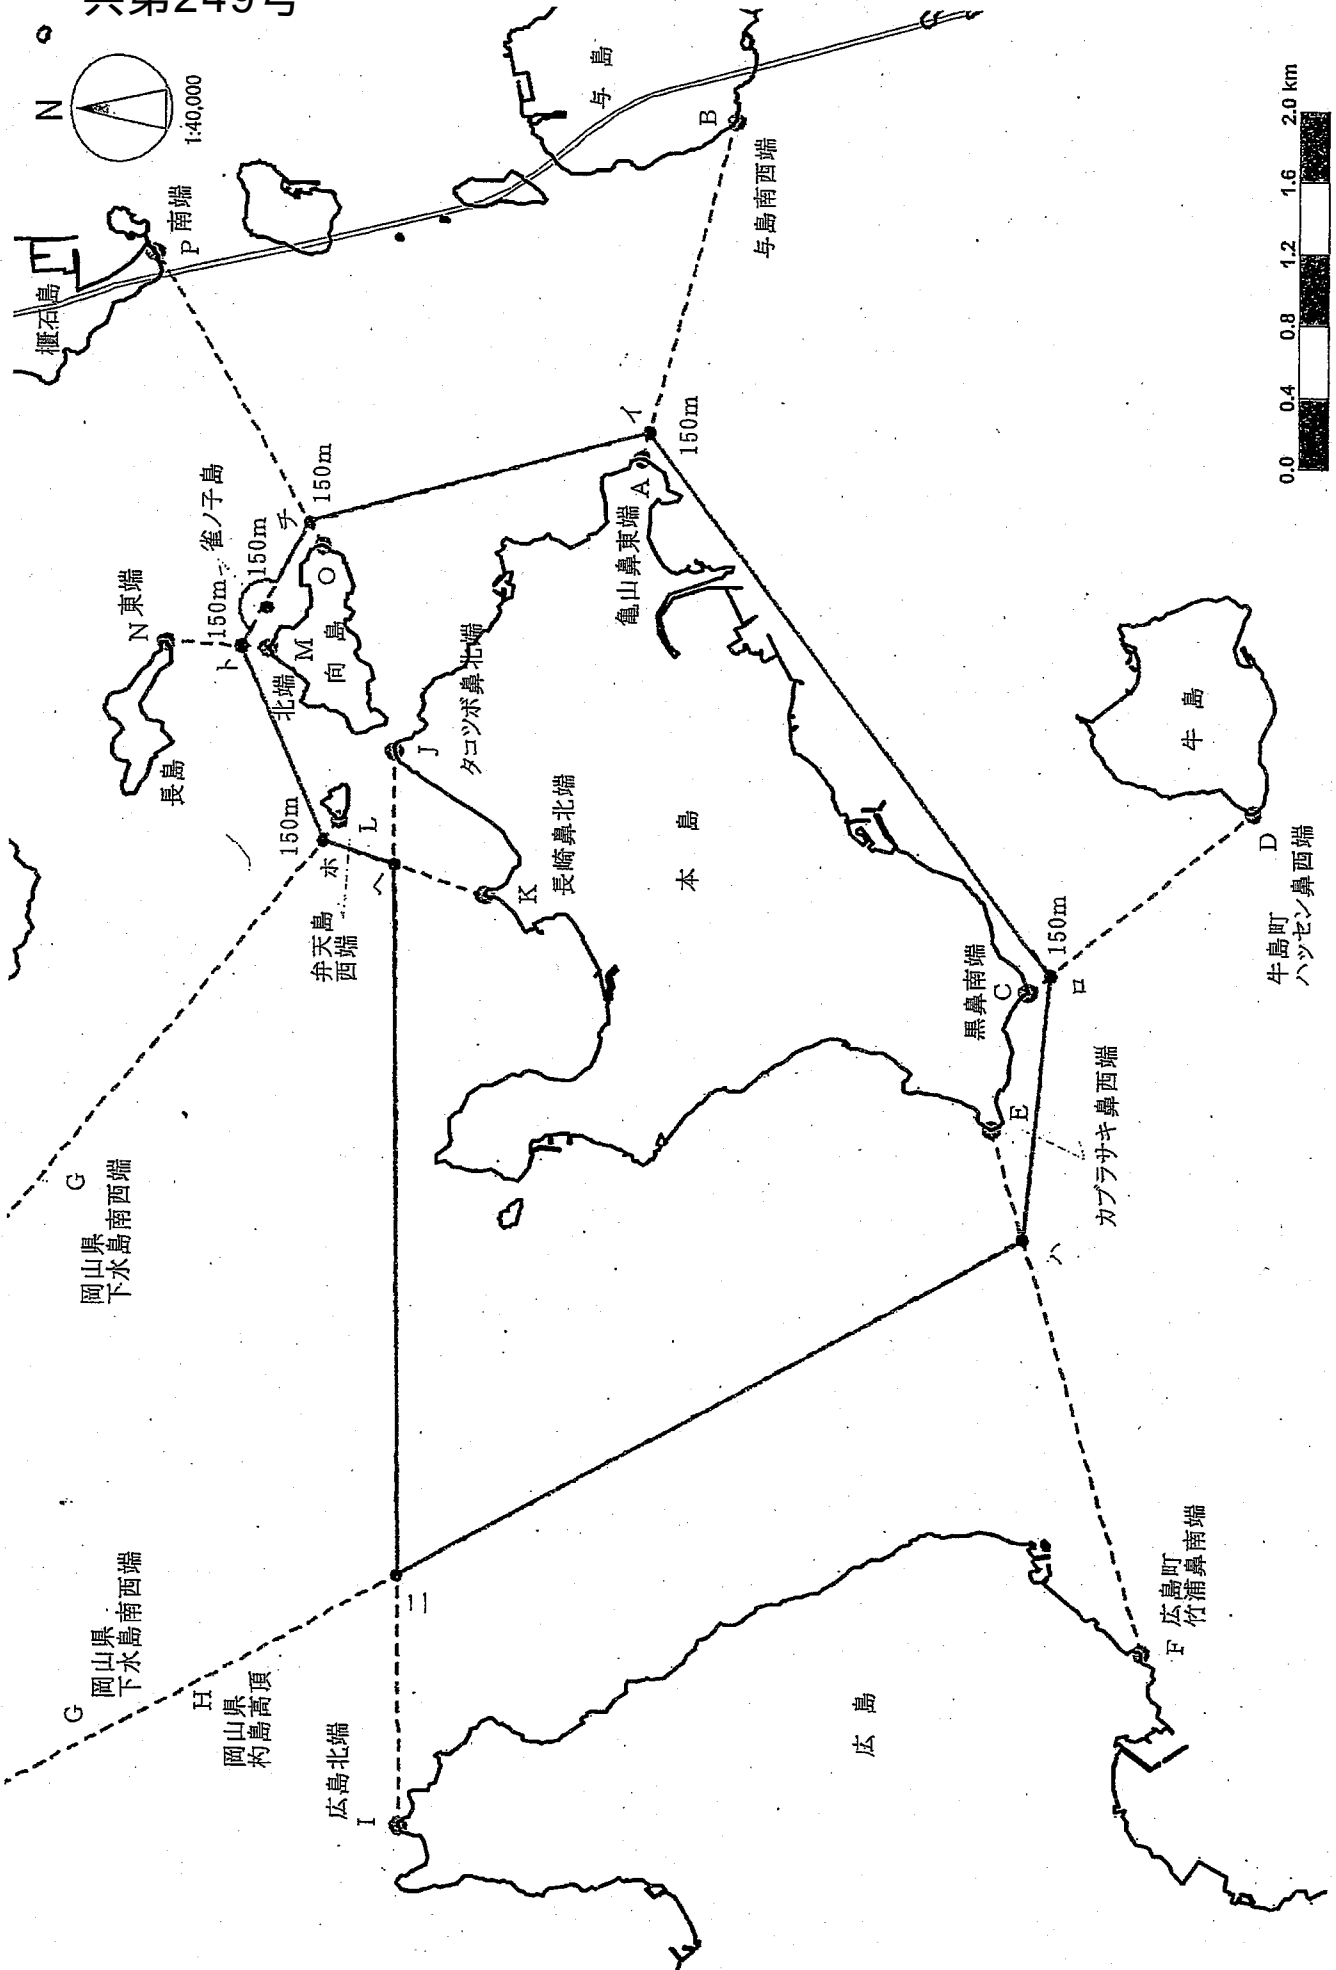 共第249号
N
1:40,000
櫃石島
P 南端
与島
B
与島南西端
雀ノ子島
チ
150m
150m
150m
ト
N 東端
長島
M
北端
向島
O
イ
150m
A
亀山鼻東端
J
タコツボ鼻北端
150m
ホ
L
ヘ
弁天島
西端
K
長崎鼻北端
本島
牛島
D
牛島町
ハッセン鼻西端
150m
ロ
C
黒鼻南端
E
カブラサキ鼻西端
ハ
G
岡山県
下水島南西端
G
岡山県
下水島南西端
H
岡山県
杓島高頂
ニ
I
広島北端
広島
F
広島町
竹浦鼻南端
0.0 0.4 0.8 1.2 1.6 2.0 km